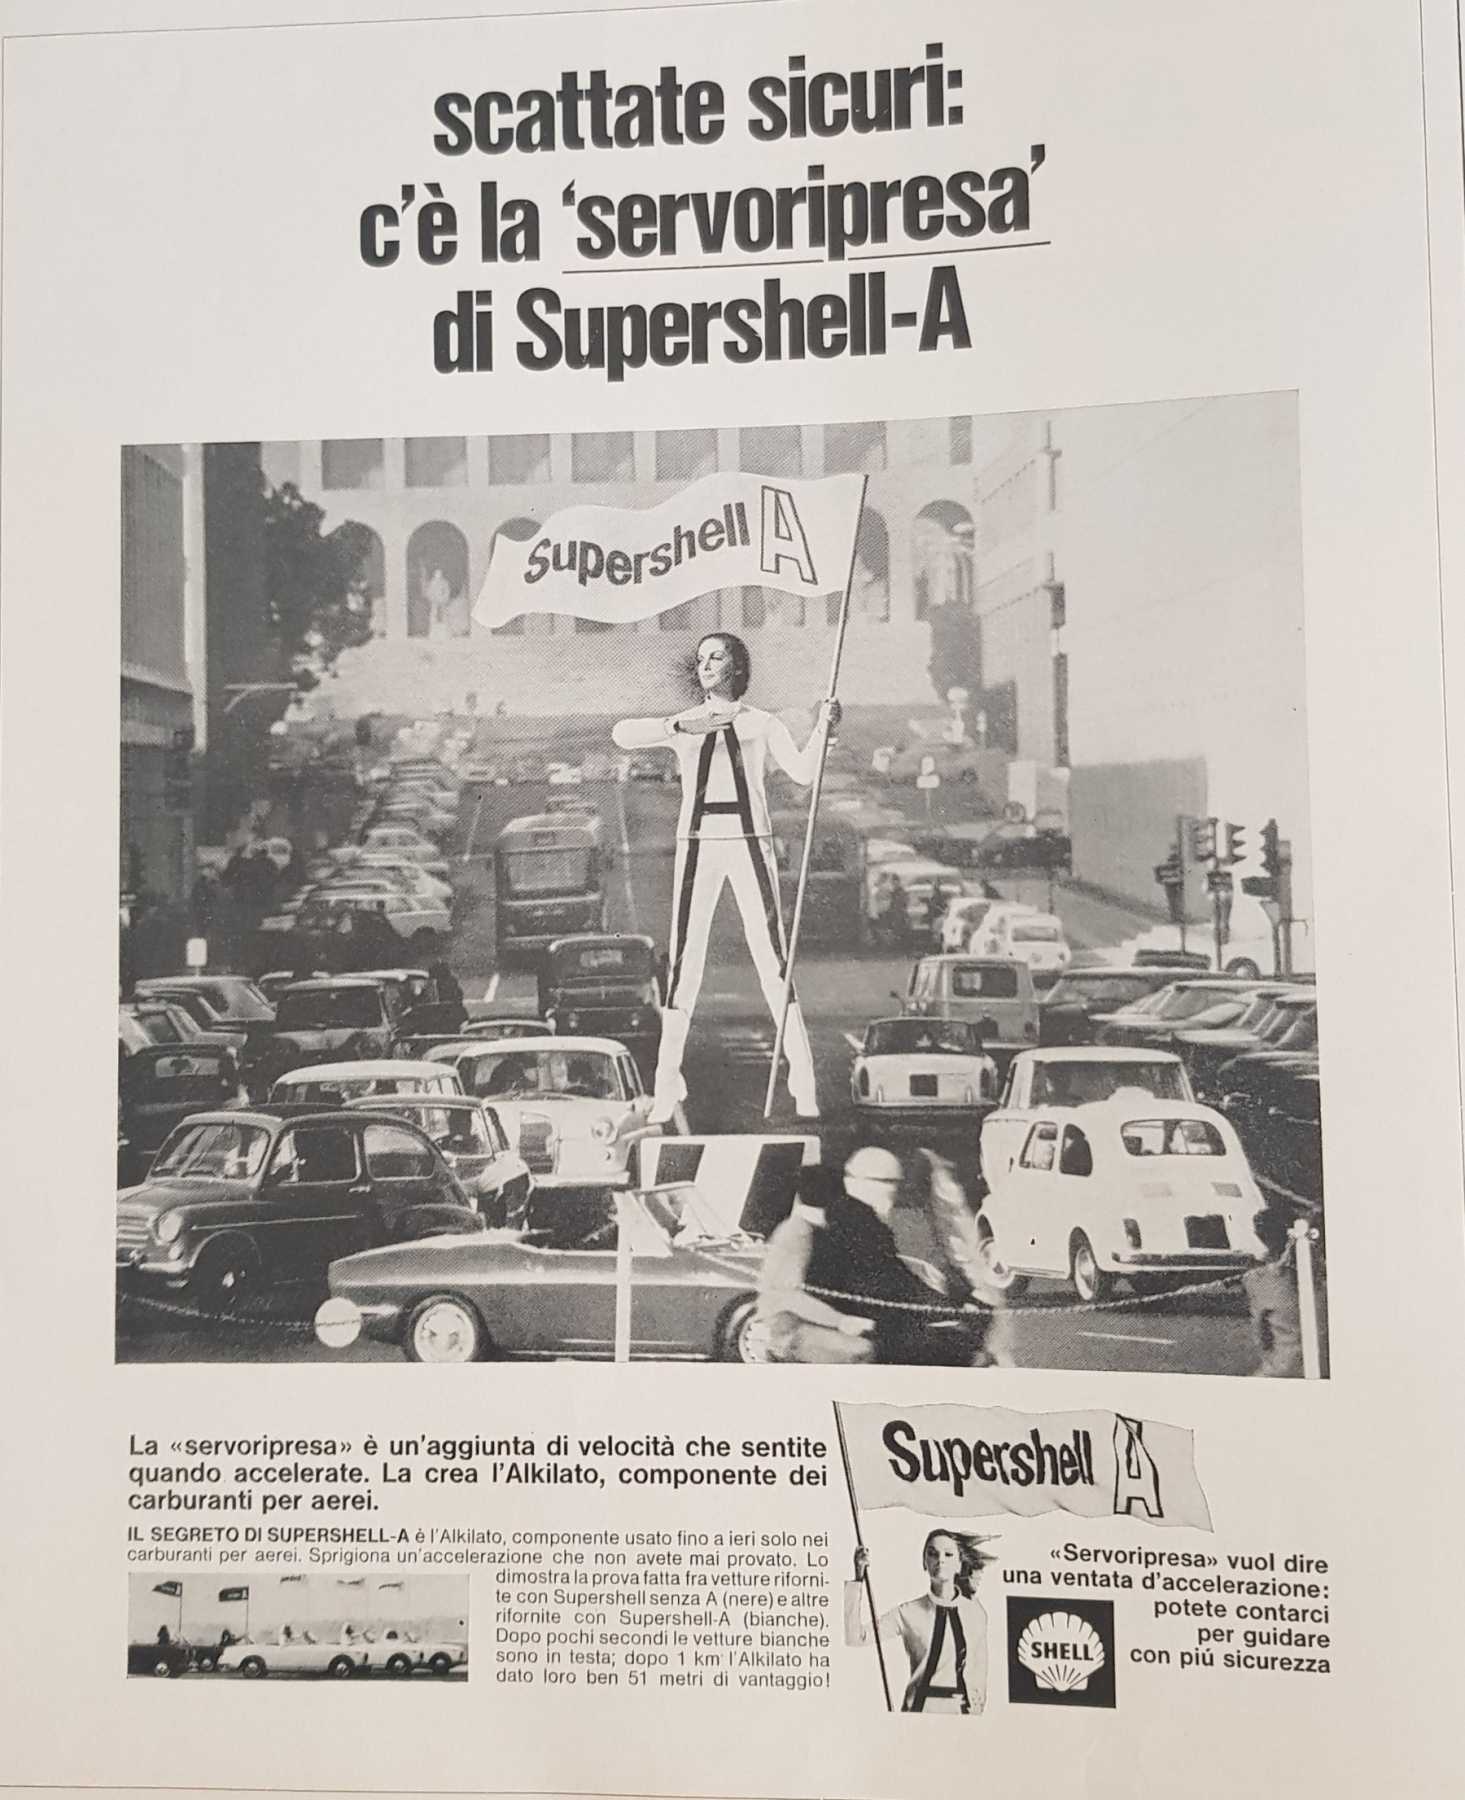 scattate sicuri:
c'è la 'servoripresa'
di Supershell-A
Supershell A
A
La «servoripresa» è un'aggiunta di velocità che sentite
quando accelerate. La crea l'Alkilato, componente dei
carburanti per aerei.
IL SEGRETO DI SUPERSHELL-A è l'Alkilato, componente usato fino a ieri solo nei
carburanti per aerei. Sprigiona un'accelerazione che non avete mai provato. Lo
dimostra la prova fatta fra vetture riforni-
te con Supershell senza A (nere) e altre
rifornite con Supershell-A (bianche).
Dopo pochi secondi le vetture bianche
sono in testa; dopo 1 km l'Alkilato ha
dato loro ben 51 metri di vantaggio!
Supershell A
A
«Servoripresa» vuol dire
una ventata d'accelerazione:
potete contarci
per guidare
con piú sicurezza
SHELL